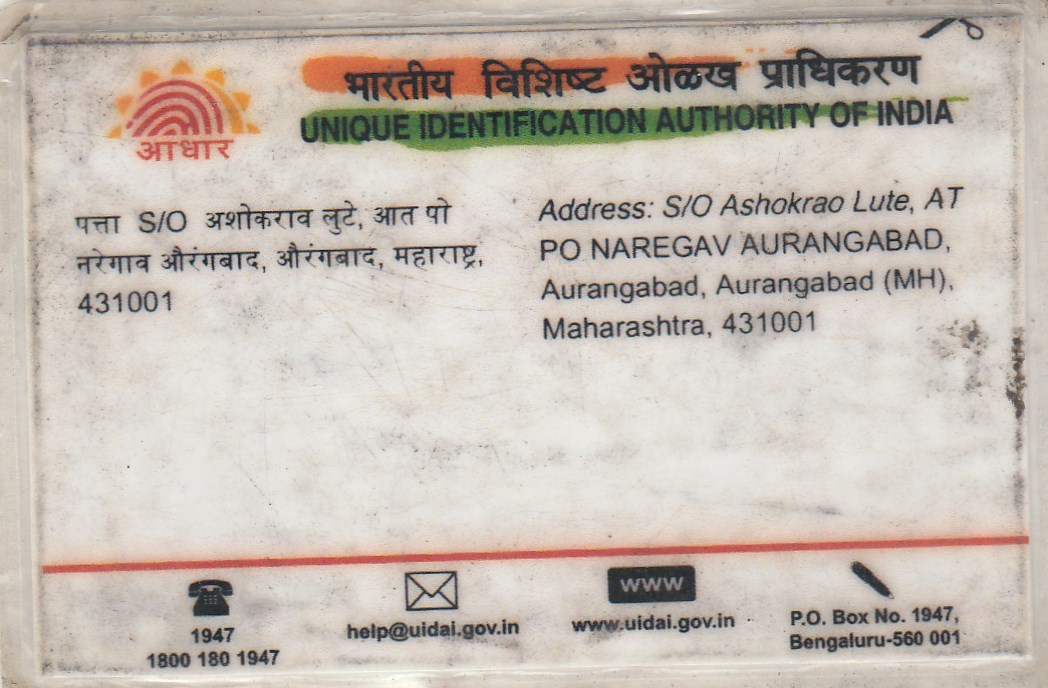 भारतीय विशिष्ट ओळख प्राधिकरण
UNIQUE IDENTIFICATION AUTHORITY OF INDIA
आधार
पत्ता S/O अशोकराव लुटे, आत पो
नरेगाव औरंगबाद, औरंगबाद, महाराष्ट्र,
431001
Address: S/O Ashokrao Lute, AT
PO NAREGAV AURANGABAD,
Aurangabad, Aurangabad (MH),
Maharashtra, 431001
1947
1800 180 1947
help@uidai.gov.in
www
www.uidai.gov.in
P.O. Box No. 1947,
Bengaluru-560 001